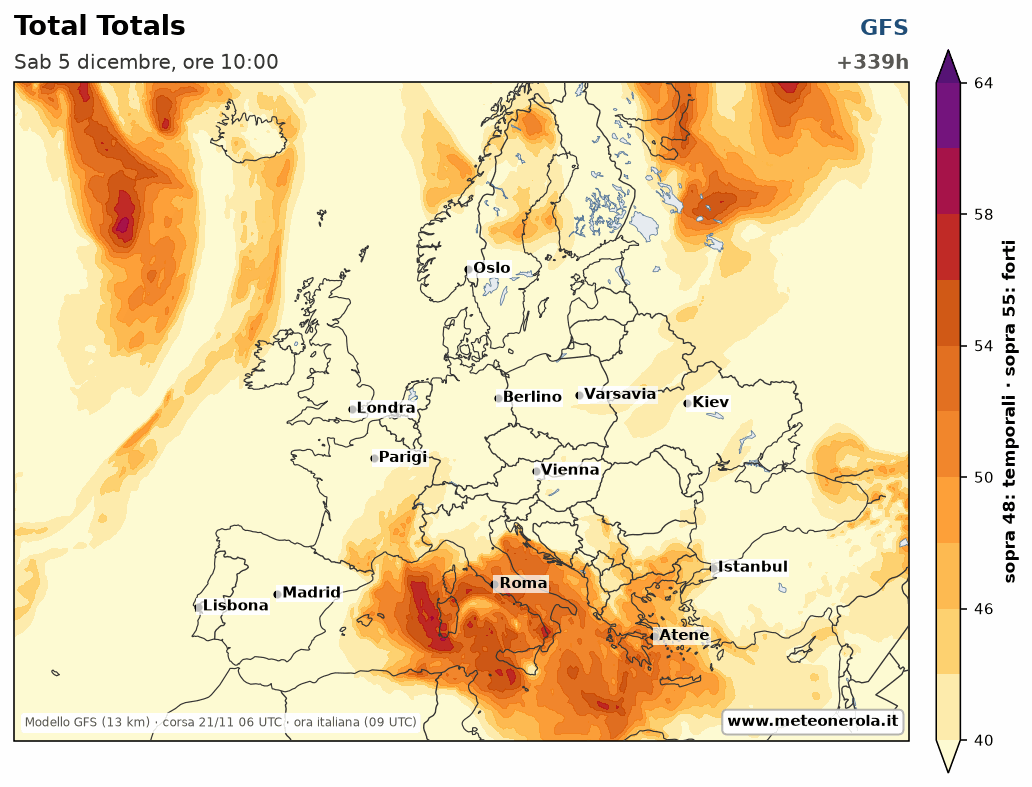 Total Totals
GFS
Sab 5 dicembre, ore 10:00
+339h
64
58
54
50
46
40
sopra 48: temporali · sopra 55: forti
Oslo
Londra
Berlino
Varsavia
Kiev
Parigi
Vienna
Istanbul
Roma
Madrid
Lisbona
Atene
Modello GFS (13 km) · corsa 21/11 06 UTC · ora italiana (09 UTC)
www.meteonerola.it